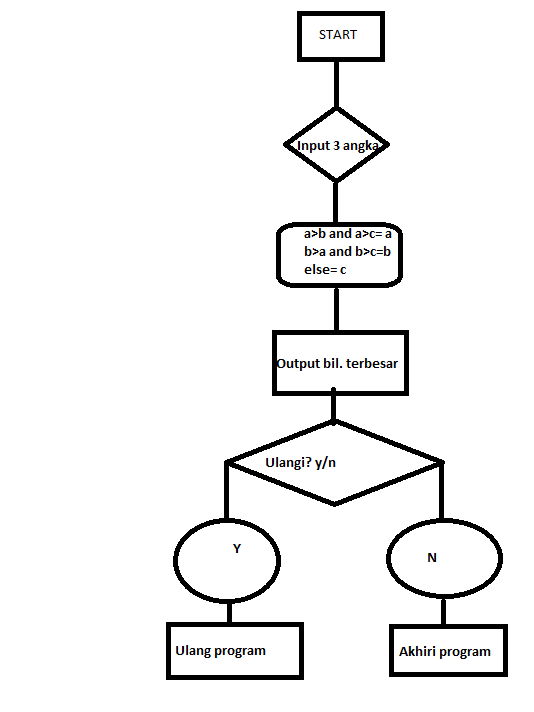 START
Input 3 angka
a>b and a>c= a
b>a and b>c=b
else= c
Output bil. terbesar
Ulangi? y/n
Y
N
Ulang program
Akhiri program